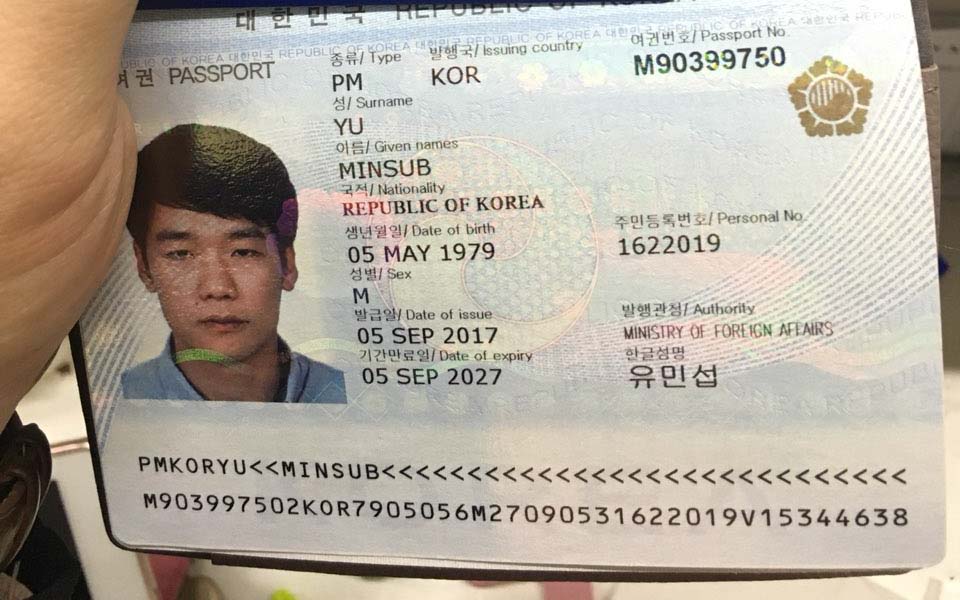 대 한 민 국 REPUBLIC OF KOREA
여권 PASSPORT
종류/ Type 발행국/ Issuing country 여권번호/ Passport No.
PM KOR M90399750
성/ Surname
YU
이름/ Given names
MINSUB
국적/ Nationality
REPUBLIC OF KOREA
생년월일/ Date of birth 주민등록번호/ Personal No.
05 MAY 1979 1622019
성별/ Sex
M
발급일/ Date of issue 발행관청/ Authority
05 SEP 2017 MINISTRY OF FOREIGN AFFAIRS
기간만료일/ Date of expiry 한글성명
05 SEP 2027 유민섭
PMKORYU<<MINSUB<<<<<<<<<<<<<<<<<<<<<<<<<<<<<
M903997502KOR7905056M27090531622019V15344638